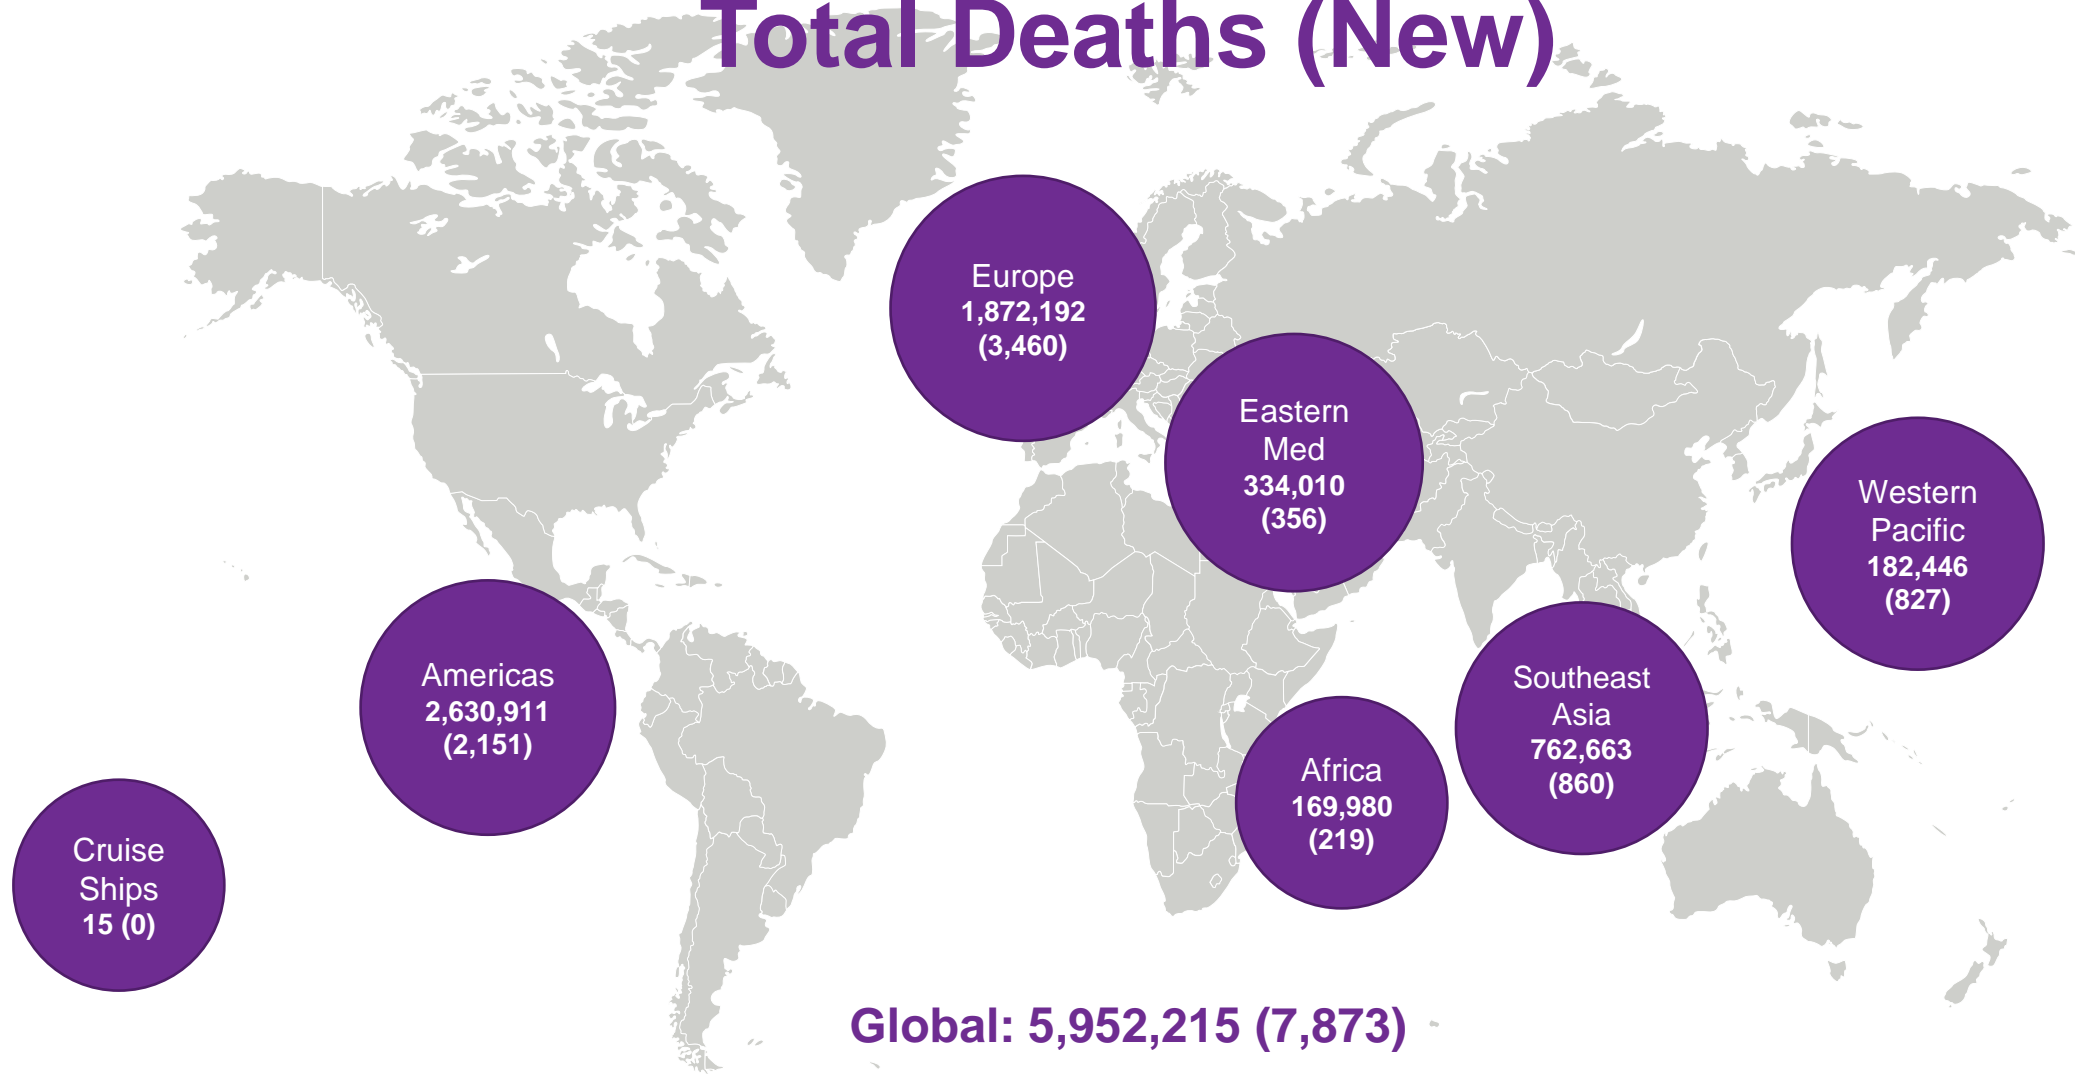 Total Deaths (New)
Europe
1,872,192
(3,460)
Eastern
Med
334,010
(356)
Western
Pacific
182,446
(827)
Americas
2,630,911
(2,151)
Southeast
Asia
762,663
(860)
Africa
169,980
(219)
Cruise
Ships
15 (0)
Global: 5,952,215 (7,873)